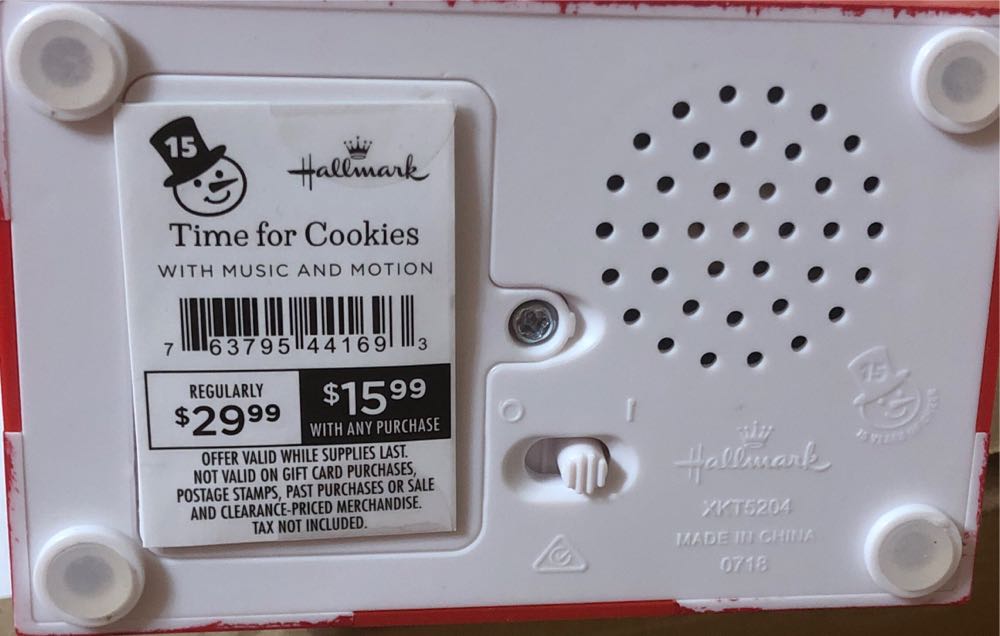 15
Hallmark
Time for Cookies
WITH MUSIC AND MOTION
7 63795 44169 3
REGULARLY
$29.99
$15.99
WITH ANY PURCHASE
OFFER VALID WHILE SUPPLIES LAST.
NOT VALID ON GIFT CARD PURCHASES,
POSTAGE STAMPS, PAST PURCHASES OR SALE
AND CLEARANCE-PRICED MERCHANDISE.
TAX NOT INCLUDED.
O I
15
Hallmark
XKT5204
MADE IN CHINA
0718